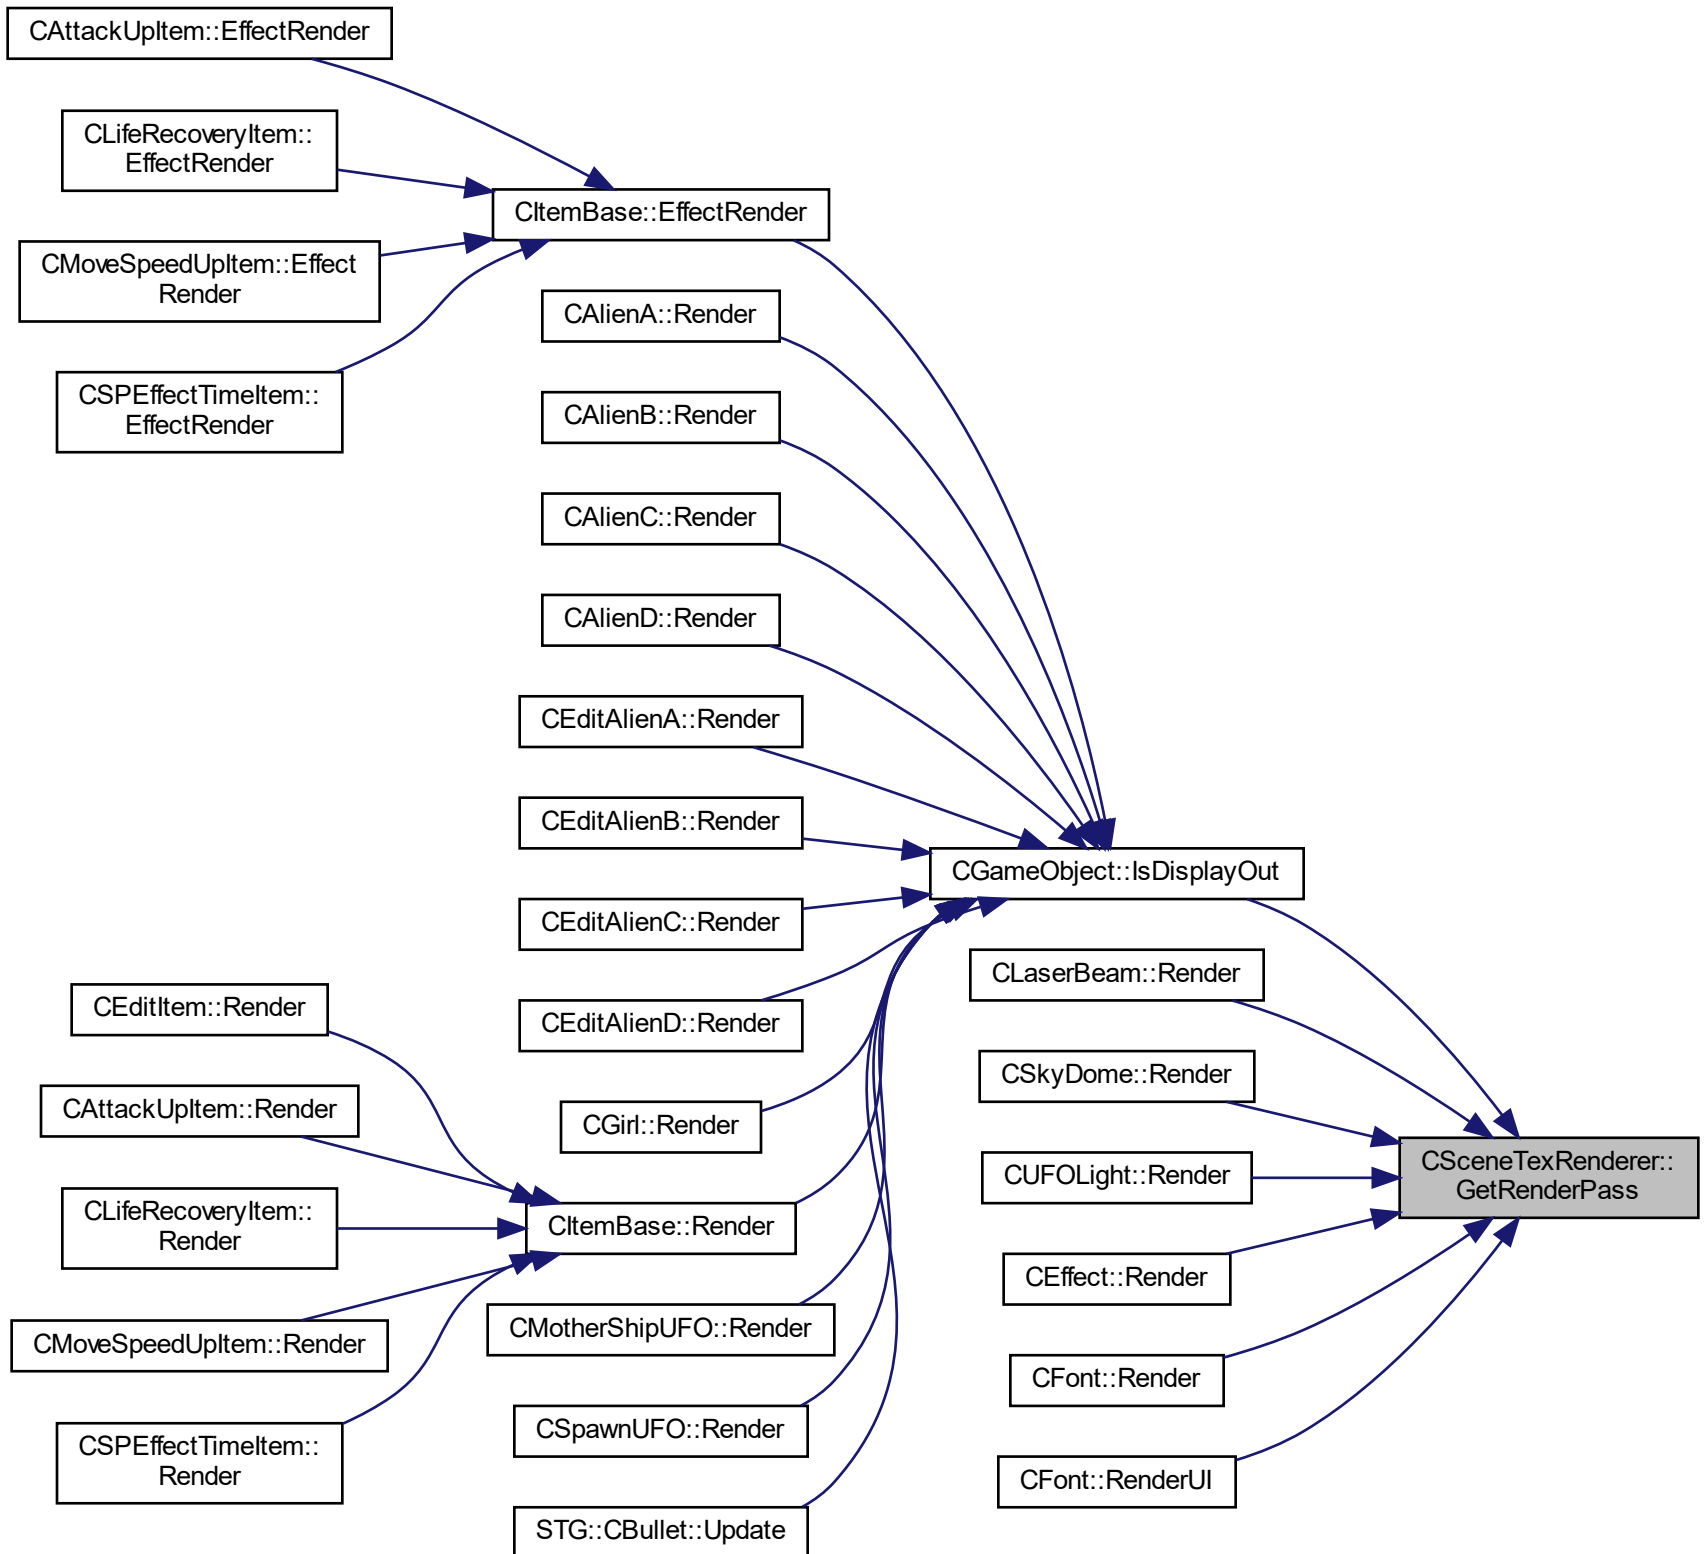 CAttackUpItem::EffectRender
CLifeRecoveryItem::
EffectRender
CMoveSpeedUpItem::Effect
Render
CSPEffectTimeItem::
EffectRender
CItemBase::EffectRender
CAlienA::Render
CAlienB::Render
CAlienC::Render
CAlienD::Render
CEditAlienA::Render
CEditAlienB::Render
CEditAlienC::Render
CEditAlienD::Render
CGirl::Render
CItemBase::Render
CMotherShipUFO::Render
CSpawnUFO::Render
STG::CBullet::Update
CEditItem::Render
CAttackUpItem::Render
CLifeRecoveryItem::
Render
CMoveSpeedUpItem::Render
CSPEffectTimeItem::
Render
CGameObject::IsDisplayOut
CLaserBeam::Render
CSkyDome::Render
CUFOLight::Render
CEffect::Render
CFont::Render
CFont::RenderUI
CSceneTexRenderer::
GetRenderPass